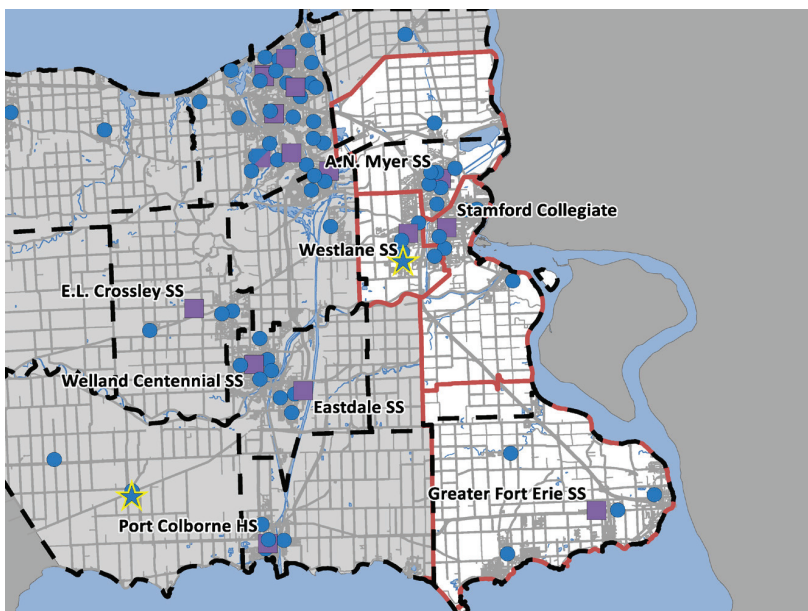 A.N. Myer SS
Stamford Collegiate
Westlane SS
E.L. Crossley SS
Welland Centennial SS
Eastdale SS
Greater Fort Erie SS
Port Colborne HS